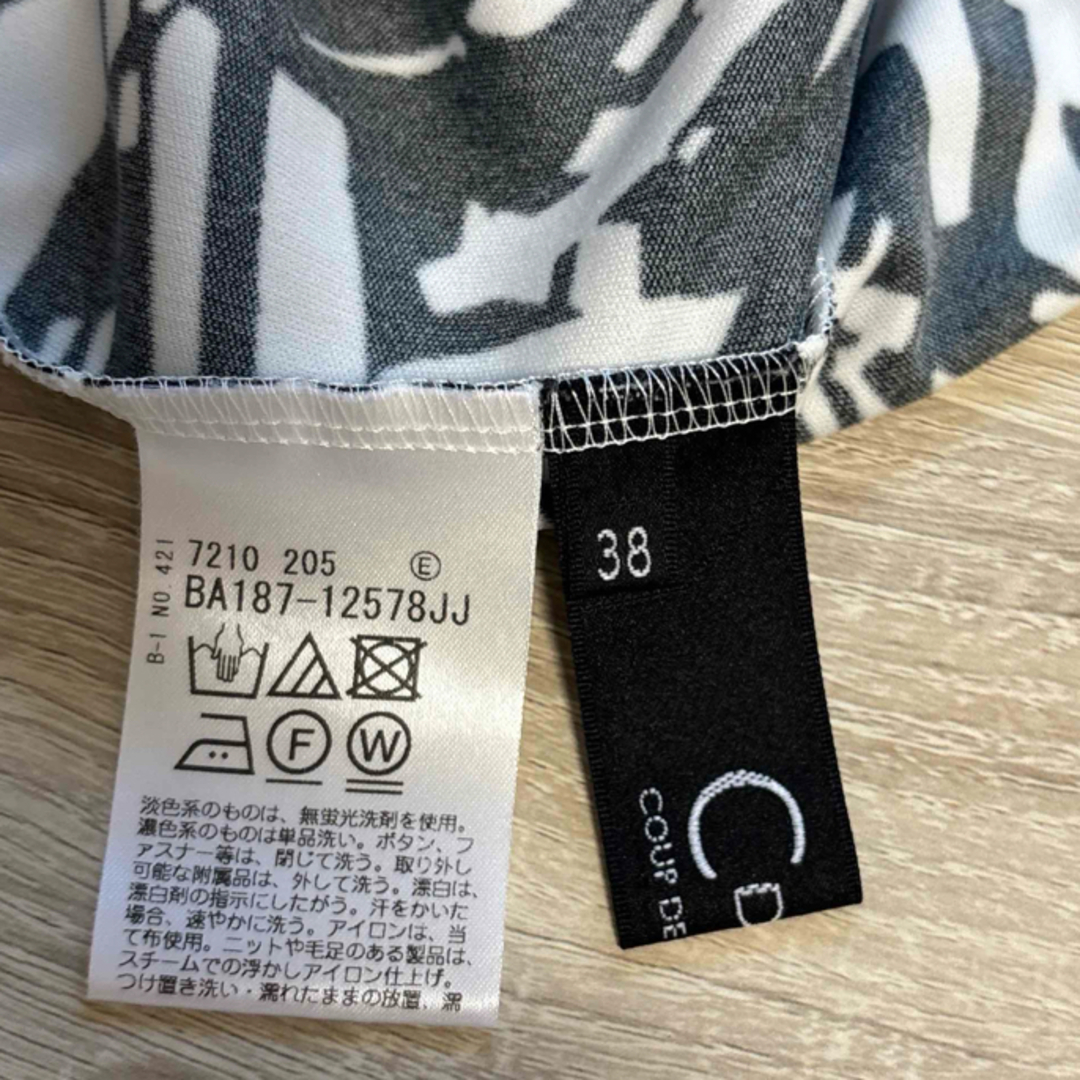 B-1 NO.421
7210 205 Ⓔ
BA187-12578JJ
F W
淡色系のものは、無蛍光洗剤を使用。
濃色系のものは単品洗い。ボタン、フ
ァスナー等は、閉じて洗う。取り外し
可能な附属品は、外して洗う。漂白は、
漂白剤の指示にしたがう。汗をかいた
場合、速やかに洗う。アイロンは、当
て布使用。ニットや毛足のある製品は、
スチームでの浮かしアイロン仕上げ。
つけ置き洗い・濡れたままの放置、濡
38
C D
COUP DE